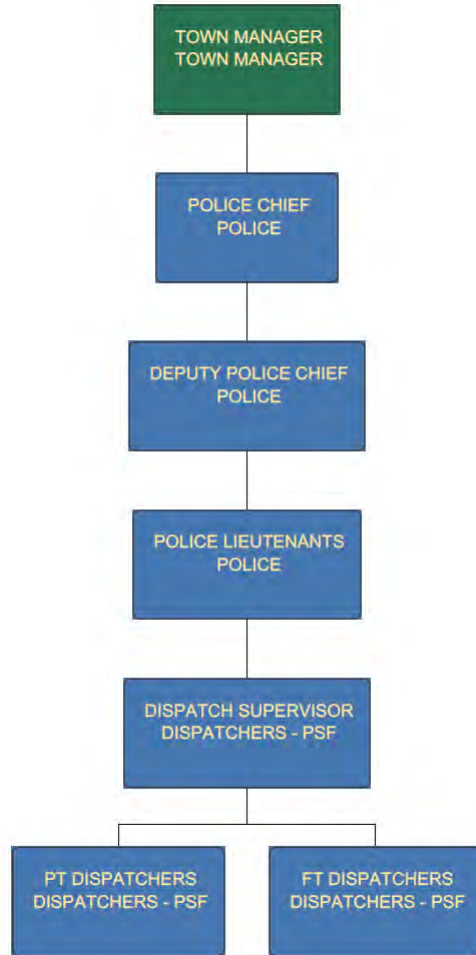 TOWN MANAGER
TOWN MANAGER
POLICE CHIEF
POLICE
DEPUTY POLICE CHIEF
POLICE
POLICE LIEUTENANTS
POLICE
DISPATCH SUPERVISOR
DISPATCHERS - PSF
PT DISPATCHERS
DISPATCHERS - PSF
FT DISPATCHERS
DISPATCHERS - PSF